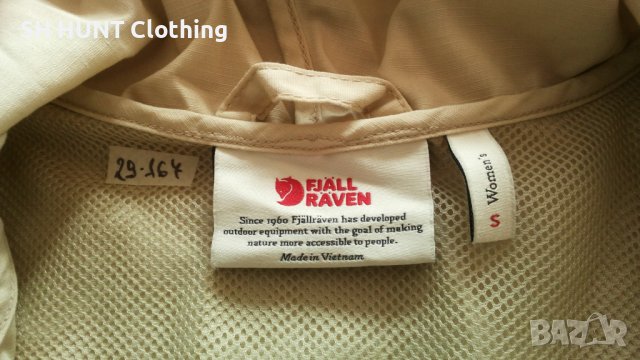 SH HUNT Clothing
29.167
FJÄLL
RÄVEN
Since 1960 Fjällräven has developed
outdoor equipment with the goal of making
nature more accessible to people.
Made in Vietnam
S Women's
BAZAR